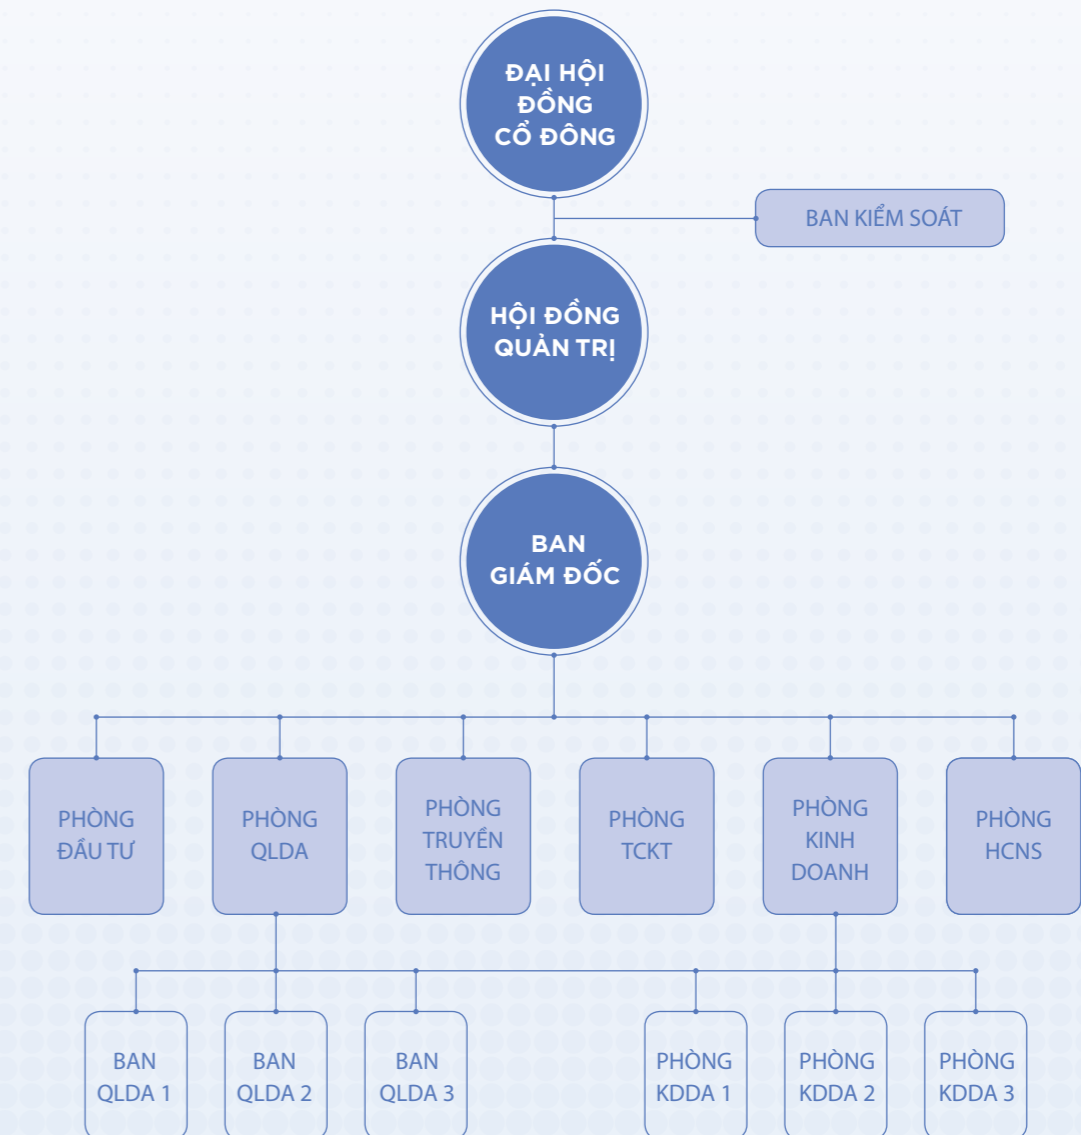 ĐẠI HỘI
ĐỒNG
CỔ ĐÔNG
BAN KIỂM SOÁT
HỘI ĐỒNG
QUẢN TRỊ
BAN
GIÁM ĐỐC
PHÒNG
ĐẦU TƯ
PHÒNG
QLDA
PHÒNG
TRUYỀN
THÔNG
PHÒNG
TCKT
PHÒNG
KINH
DOANH
PHÒNG
HCNS
BAN
QLDA 1
BAN
QLDA 2
BAN
QLDA 3
PHÒNG
KDDA 1
PHÒNG
KDDA 2
PHÒNG
KDDA 3